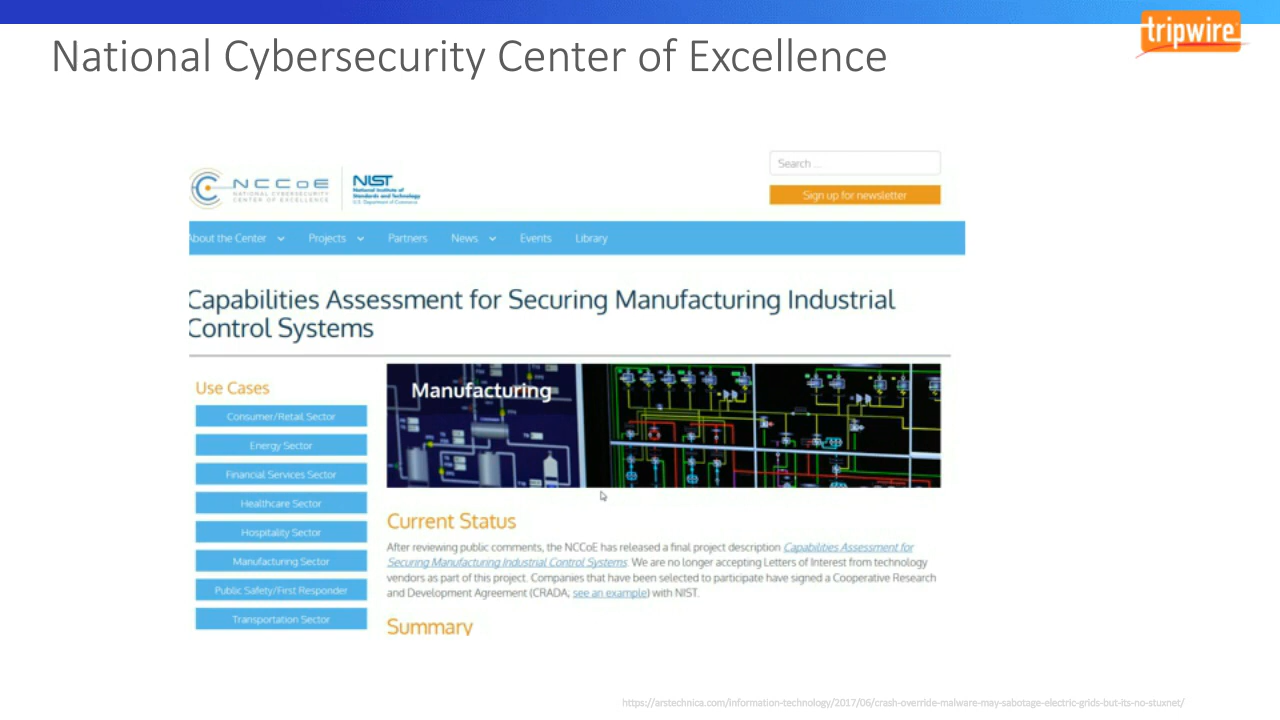 National Cybersecurity Center of Excellence
tripwire
Search ...
NCCoE
NATIONAL CYBERSECURITY
CENTER OF EXCELLENCE
NIST
National Institute of
Standards and Technology
U.S. Department of Commerce
Sign up for newsletter
About the Center Projects Partners News Events Library
Capabilities Assessment for Securing Manufacturing Industrial
Control Systems
Use Cases
Consumer/Retail Sector
Energy Sector
Financial Services Sector
Healthcare Sector
Hospitality Sector
Manufacturing Sector
Public Safety/First Responder
Transportation Sector
Manufacturing
Current Status
After reviewing public comments, the NCCoE has released a final project description Capabilities Assessment for
Securing Manufacturing Industrial Control Systems. We are no longer accepting Letters of Interest from technology
vendors as part of this project. Companies that have been selected to participate have signed a Cooperative Research
and Development Agreement (CRADA; see an example) with NIST.
Summary
https://arstechnica.com/information-technology/2017/06/crash-override-malware-may-sabotage-electric-grids-but-its-no-stuxnet/